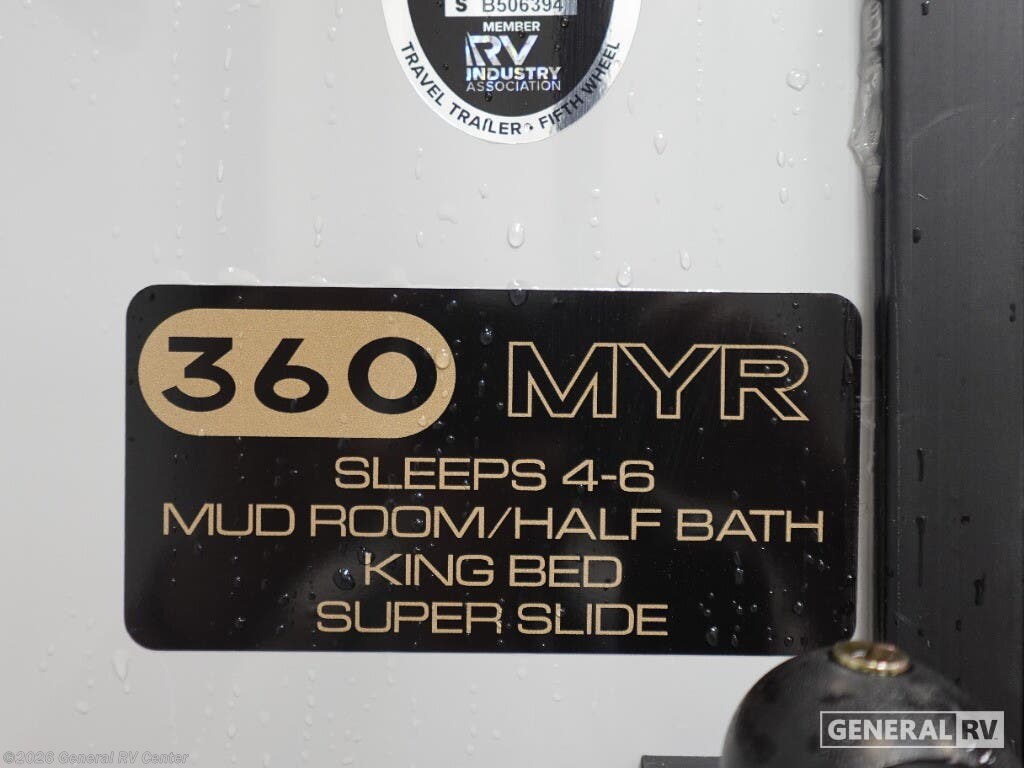 S B506394
MEMBER
RV
INDUSTRY
ASSOCIATION
TRAVEL TRAILER • FIFTH WHEEL
360 MYR
SLEEPS 4-6
MUD ROOM/HALF BATH
KING BED
SUPER SLIDE
GENERAL RV
©2026 General RV Center